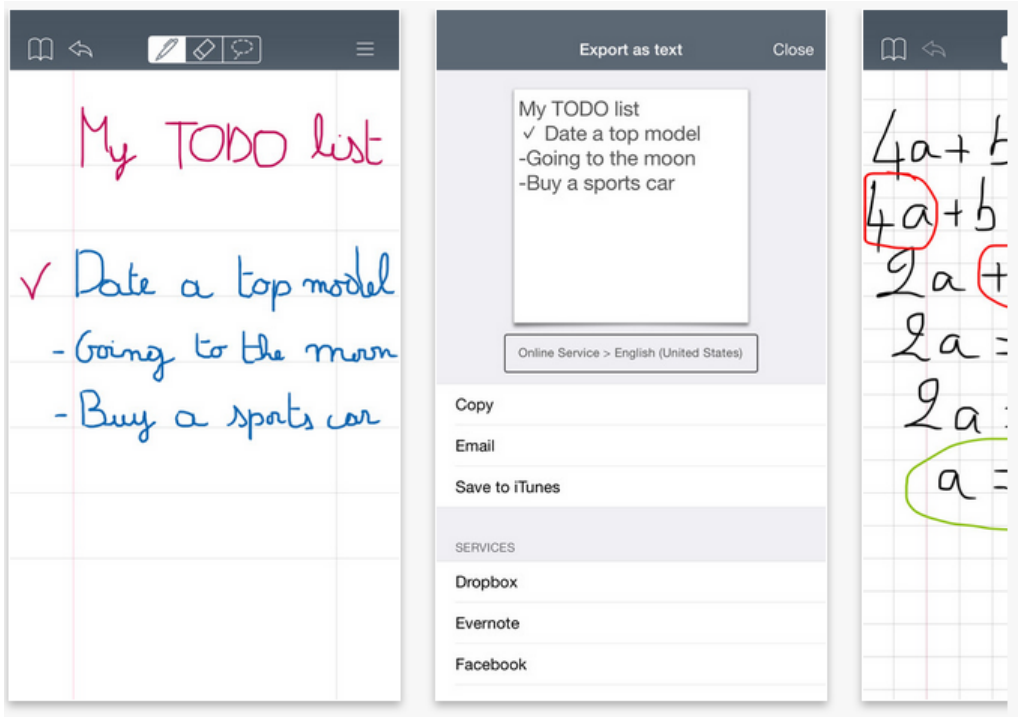 My TODO list
✓ Date a top model
- Going to the moon
- Buy a sports car
Export as text
Close
My TODO list
✓ Date a top model
-Going to the moon
-Buy a sports car
Online Service > English (United States)
Copy
Email
Save to iTunes
SERVICES
Dropbox
Evernote
Facebook
4a+
4a+b
2a +
2a =
2a
a =